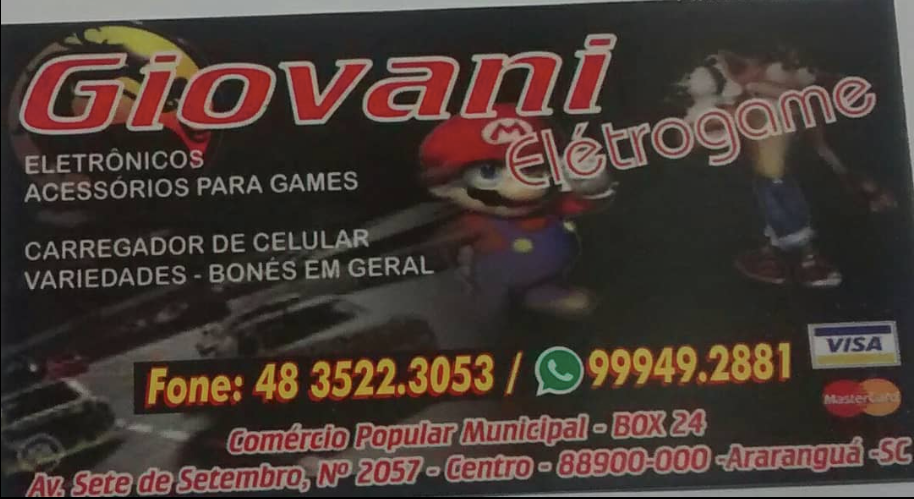 Giovani
Elétrogame
ELETRÔNICOS
ACESSÓRIOS PARA GAMES
CARREGADOR DE CELULAR
VARIEDADES - BONÉS EM GERAL
Fone: 48 3522.3053 / 99949.2881
VISA
MasterCard
M
Comércio Popular Municipal - BOX 24
Av. Sete de Setembro, Nº 2057 - Centro - 88900-000 -Araranguá -SC